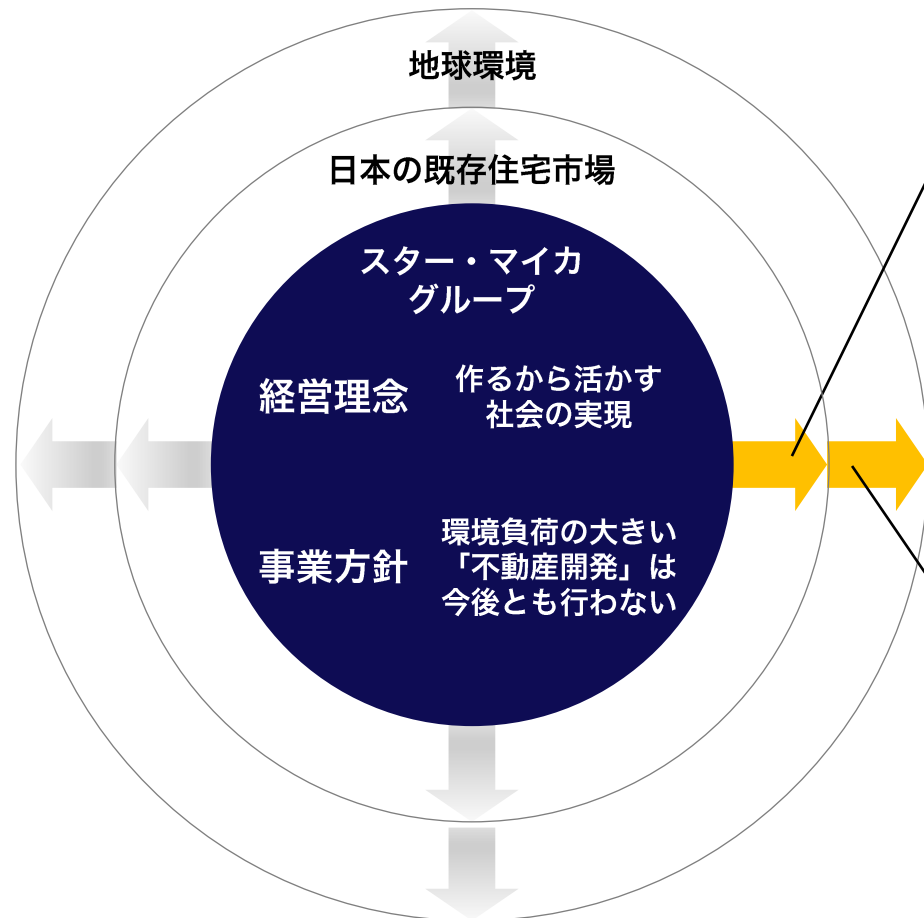 地球環境
日本の既存住宅市場
スター・マイカ
グループ
経営理念
作るから活かす
社会の実現
事業方針
環境負荷の大きい
「不動産開発」は
今後とも行わない